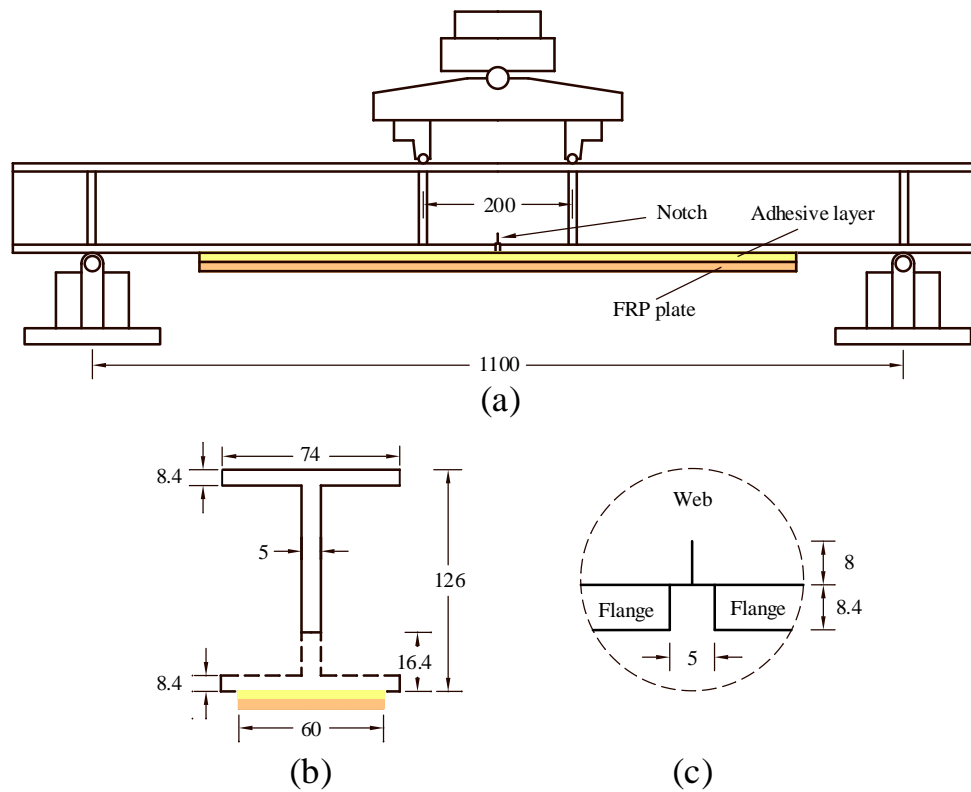 200
Notch
Adhesive layer
FRP plate
1100
(a)
74
8.4
5
126
16.4
8.4
60
(b)
Web
8
Flange
Flange
8.4
5
(c)